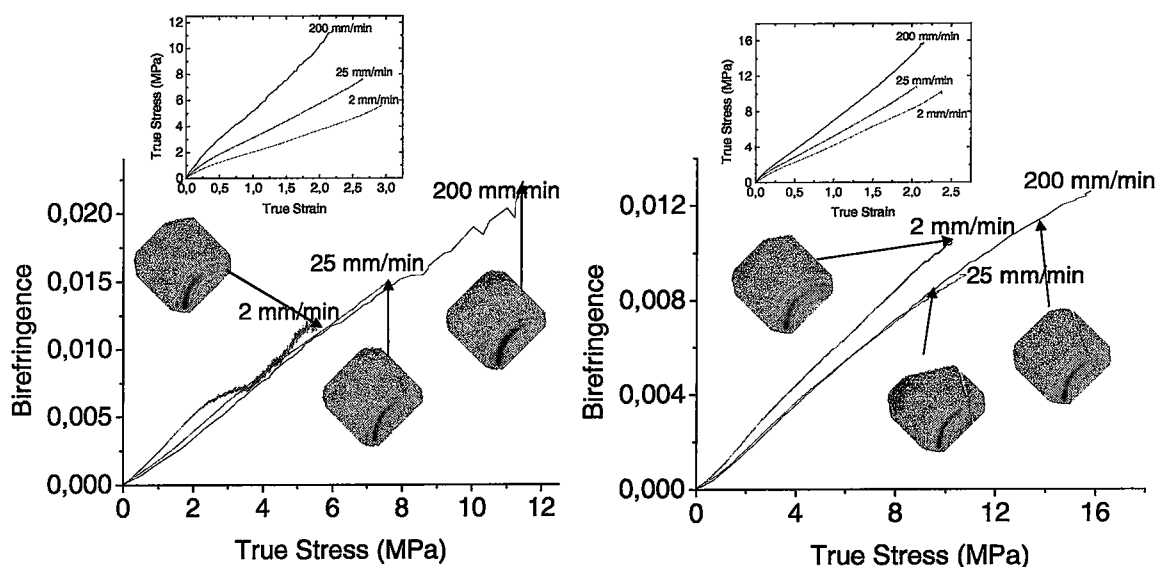 12
10
8
6
4
2
0
True Stress (MPa)
200 mm/min
25 mm/min
2 mm/min
0,0 0,5 1,0 1,5 2,0 2,5 3,0
True Strain
0,020
0,015
0,010
0,005
0,000
Birefringence
200 mm/min
25 mm/min
2 mm/min
0 2 4 6 8 10 12
True Stress (MPa)
16
12
8
4
0
True Stress (MPa)
200 mm/min
25 mm/min
2 mm/min
0,0 0,5 1,0 1,5 2,0 2,5
True Strain
0,012
0,008
0,004
0,000
Birefringence
200 mm/min
2 mm/min
25 mm/min
0 4 8 12 16
True Stress (MPa)